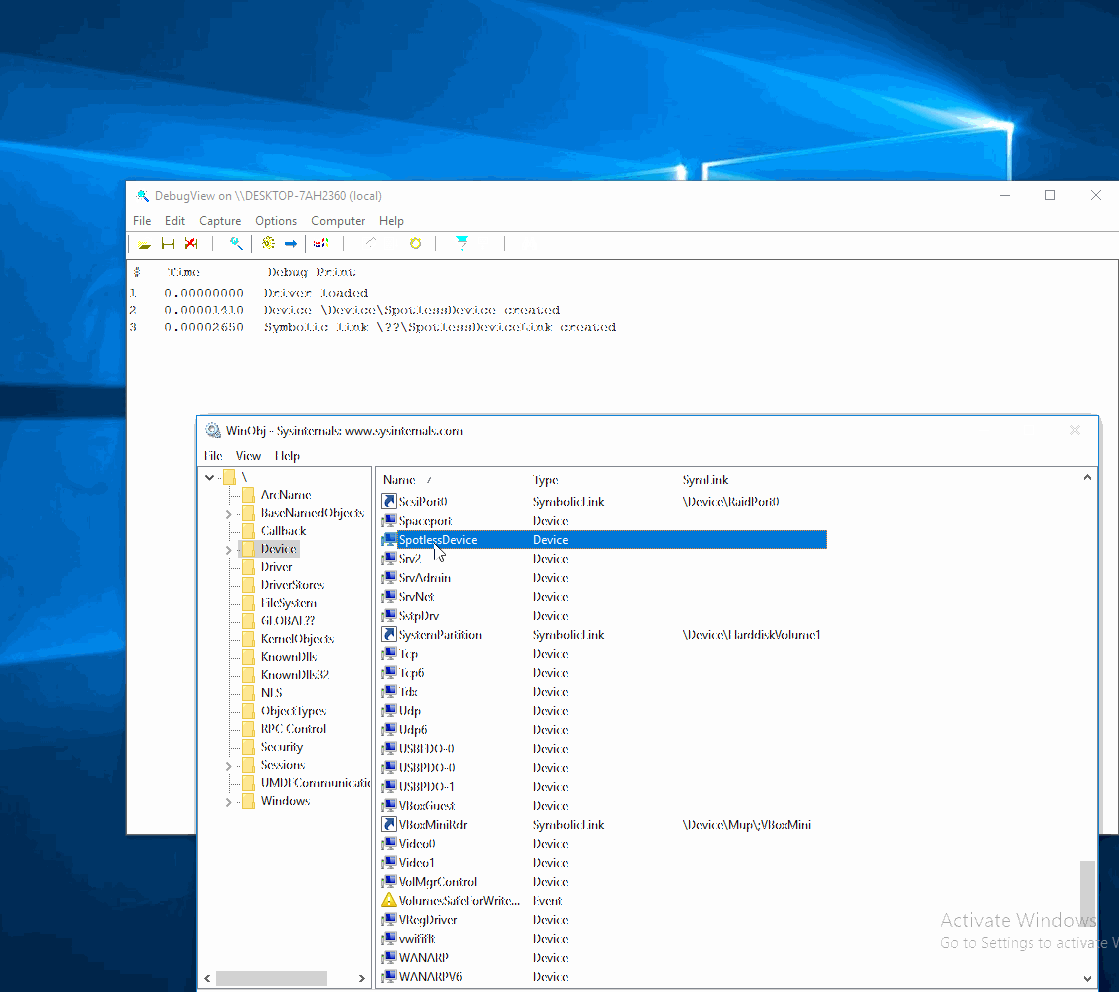 DebugView on \\DESKTOP-7AH2360 (local)
File Edit Capture Options Computer Help
# Time Debug Print
1 0.00000000 Driver loaded
2 0.00001410 Device \Device\SpotlessDevice created
3 0.00002650 Symbolic link \??\SpotlessDeviceLink created
WinObj - Sysinternals: www.sysinternals.com
File View Help
\
ArcName
BaseNamedObjects
Callback
Device
Driver
DriverStores
FileSystem
GLOBAL??
KernelObjects
KnownDlls
KnownDlls32
NLS
ObjectTypes
RPC Control
Security
Sessions
UMDFCommunicatio
Windows
Name / Type SymLink
ScsiPort0 SymbolicLink \Device\RaidPort0
Spaceport Device
SpotlessDevice Device
Srv2 Device
SrvAdmin Device
SrvNet Device
SstpDrv Device
SystemPartition SymbolicLink \Device\HarddiskVolume1
Tcp Device
Tcp6 Device
Tdx Device
Udp Device
Udp6 Device
USBFDO-0 Device
USBPDO-0 Device
USBPDO-1 Device
VBoxGuest Device
VBoxMiniRdr SymbolicLink \Device\Mup\;VBoxMini
Video0 Device
Video1 Device
VolMgrControl Device
VolumesSafeForWrite... Event
VRegDriver Device
vwififlt Device
WANARP Device
WANARPV6 Device
Activate Windows
Go to Settings to activate W